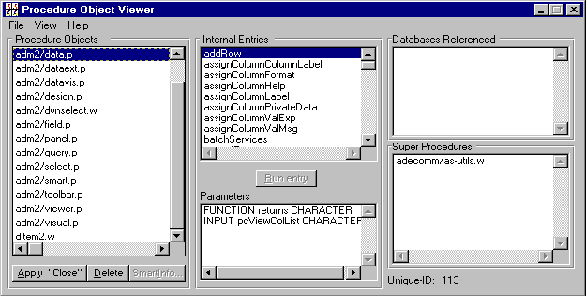 Procedure Object Viewer
File View Help
Procedure Objects
adm2/data.p
adm2/dataext.p
adm2/datavis.p
adm2/design.p
adm2/dynselect.w
adm2/field.p
adm2/panel.p
adm2/query.p
adm2/select.p
adm2/smart.p
adm2/toolbar.p
adm2/viewer.p
adm2/visual.p
ditem2.w
Apply "Close" Delete SmartInfo...
Internal Entries
addRow
assignColumnColumnLabel
assignColumnFormat
assignColumnHelp
assignColumnLabel
assignColumnPrivateData
assignColumnValExp
assignColumnValMsg
batchServices
Run entry
Parameters
FUNCTION returns CHARACTER
INPUT pcViewColList CHARACTER
Databases Referenced
Super Procedures
adecomm/as-utils.w
Unique-ID: 113